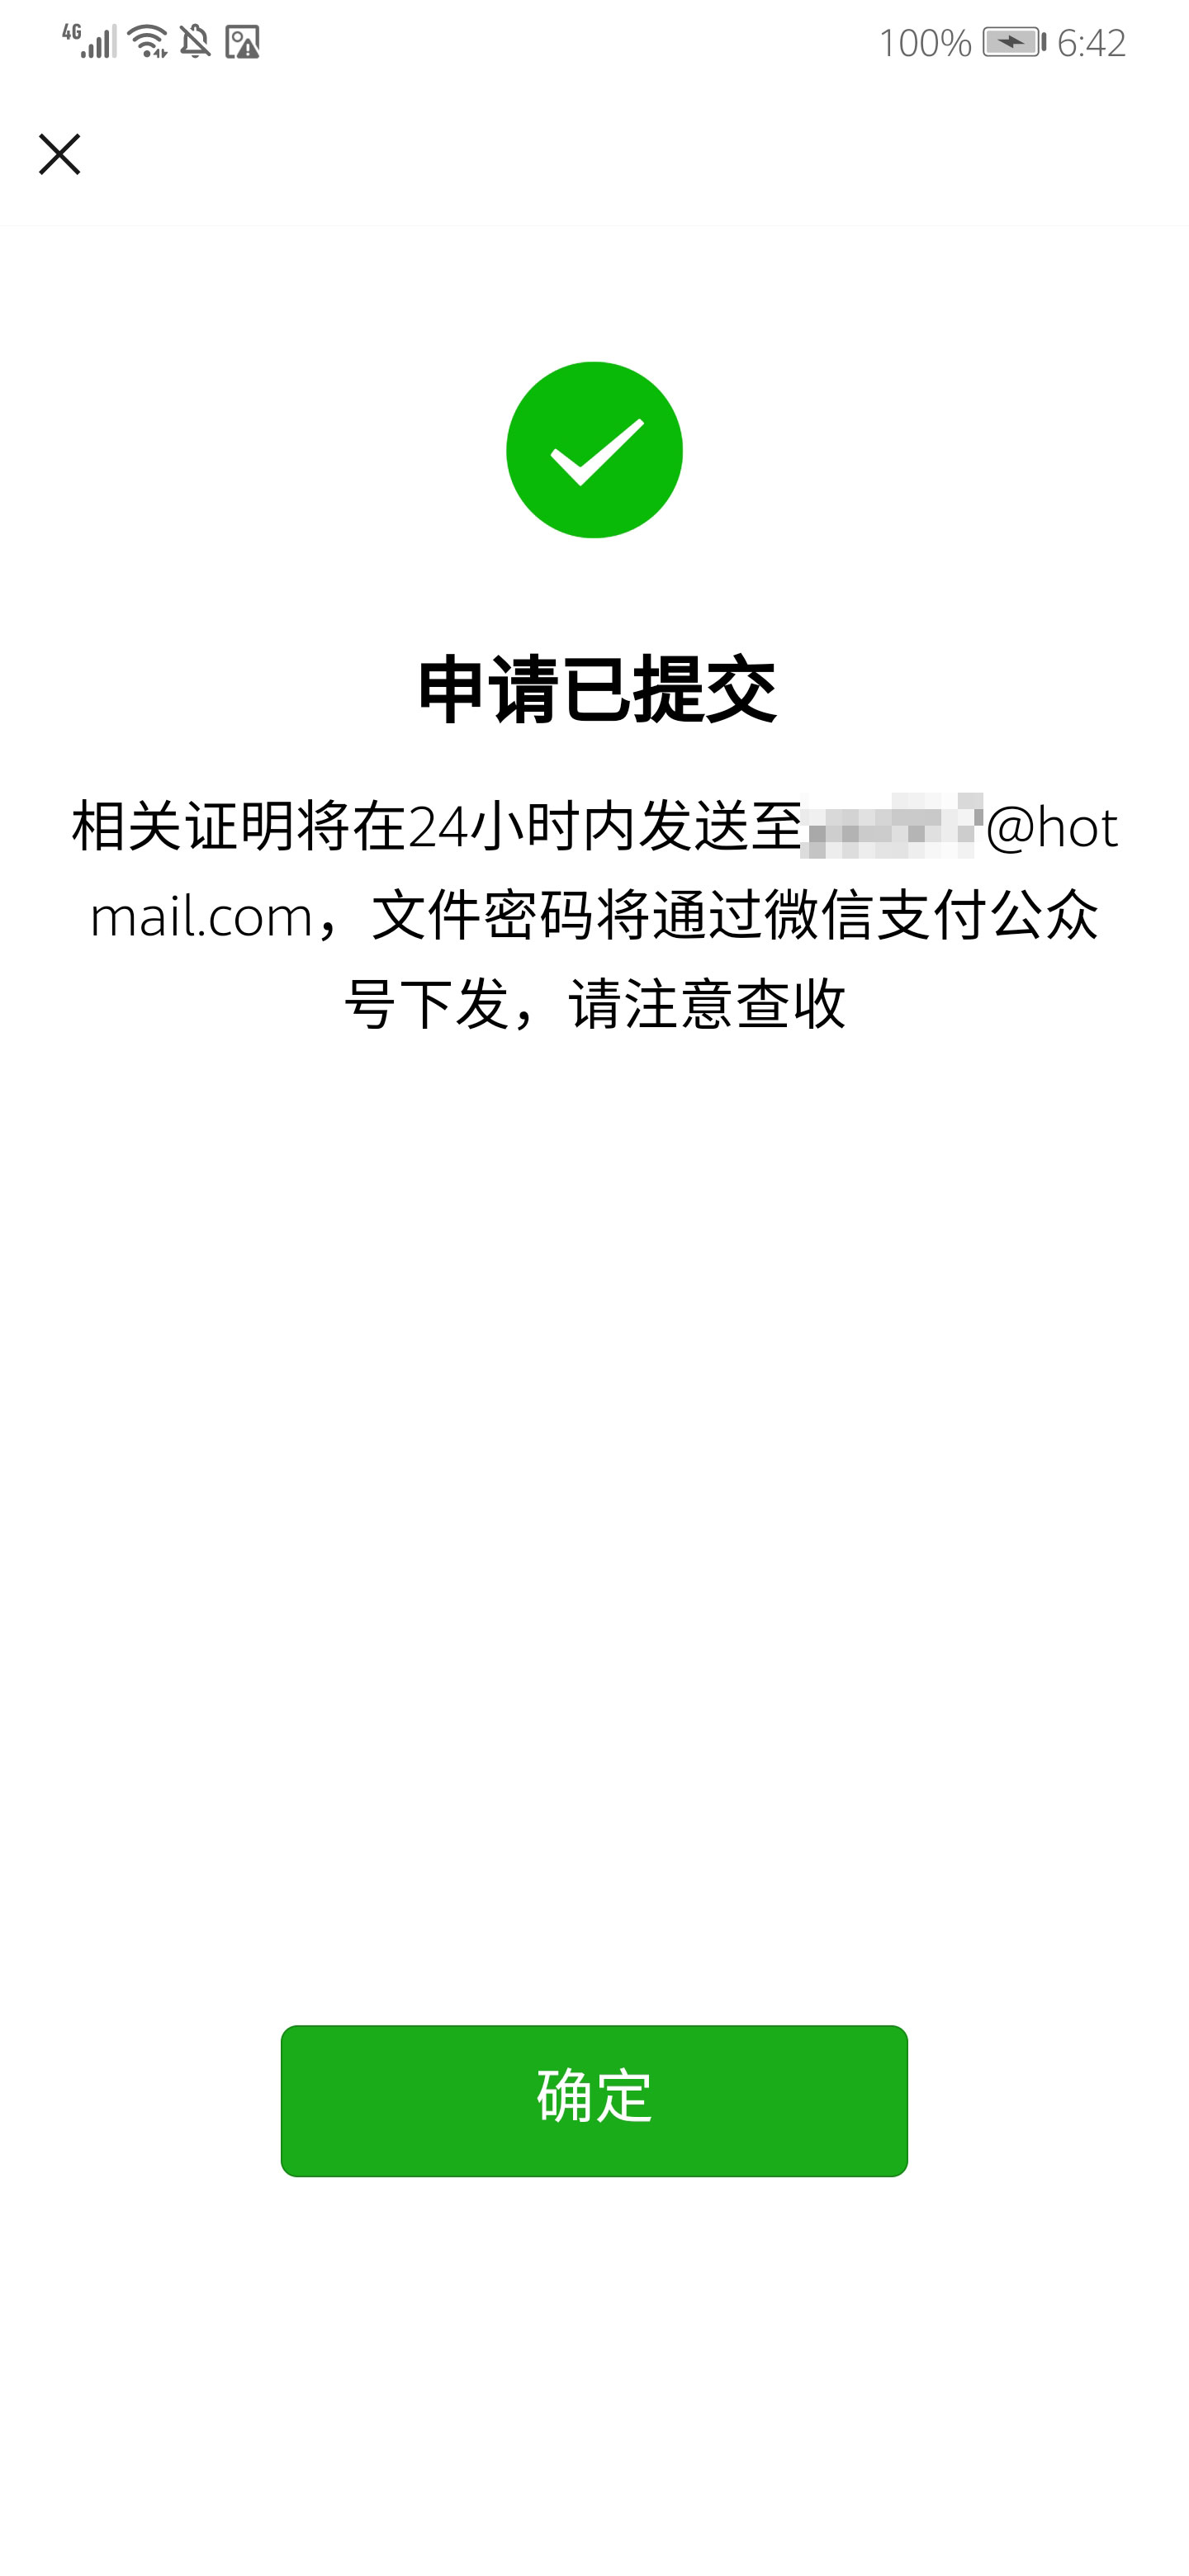 4G 100% 6:42
申请已提交
相关证明将在24小时内发送至@hot
mail.com，文件密码将通过微信支付公众
号下发，请注意查收
确定